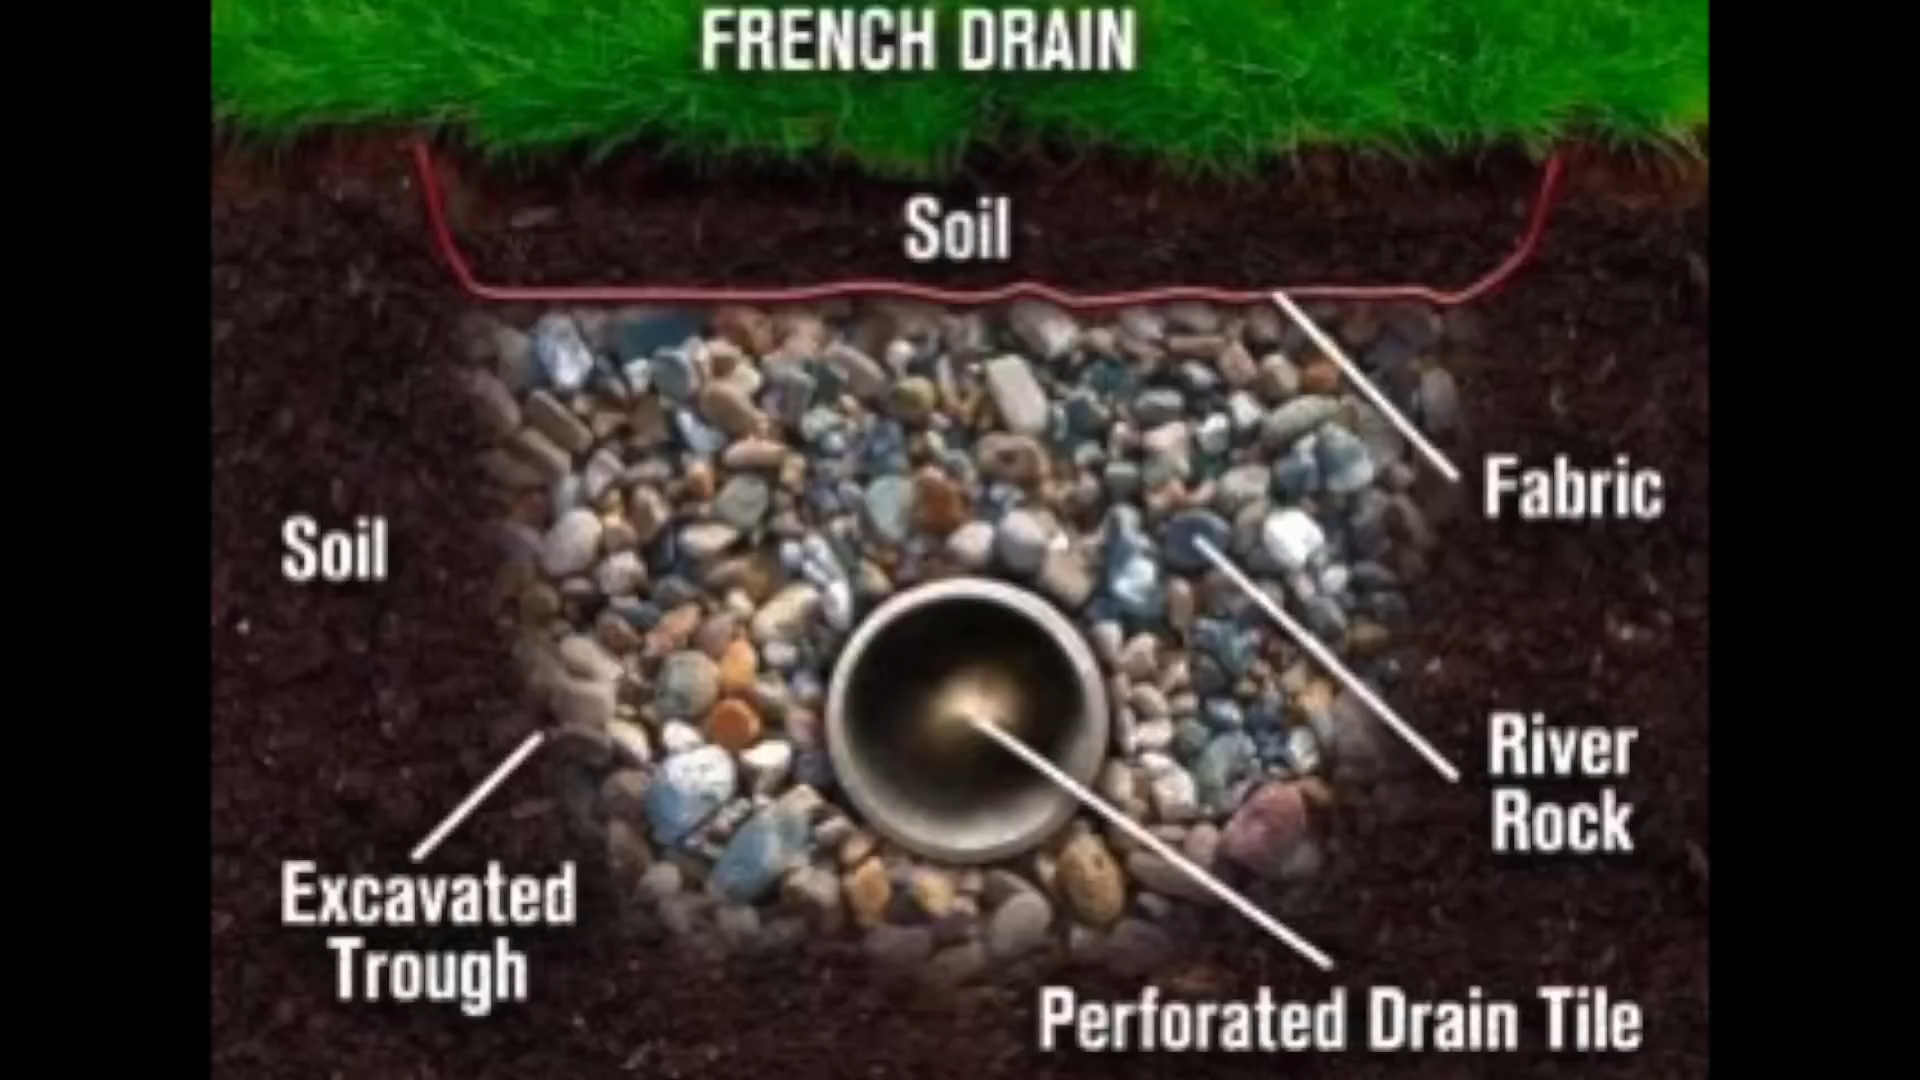 FRENCH DRAIN
Soil
Fabric
Soil
River
Rock
Excavated
Trough
Perforated Drain Tile